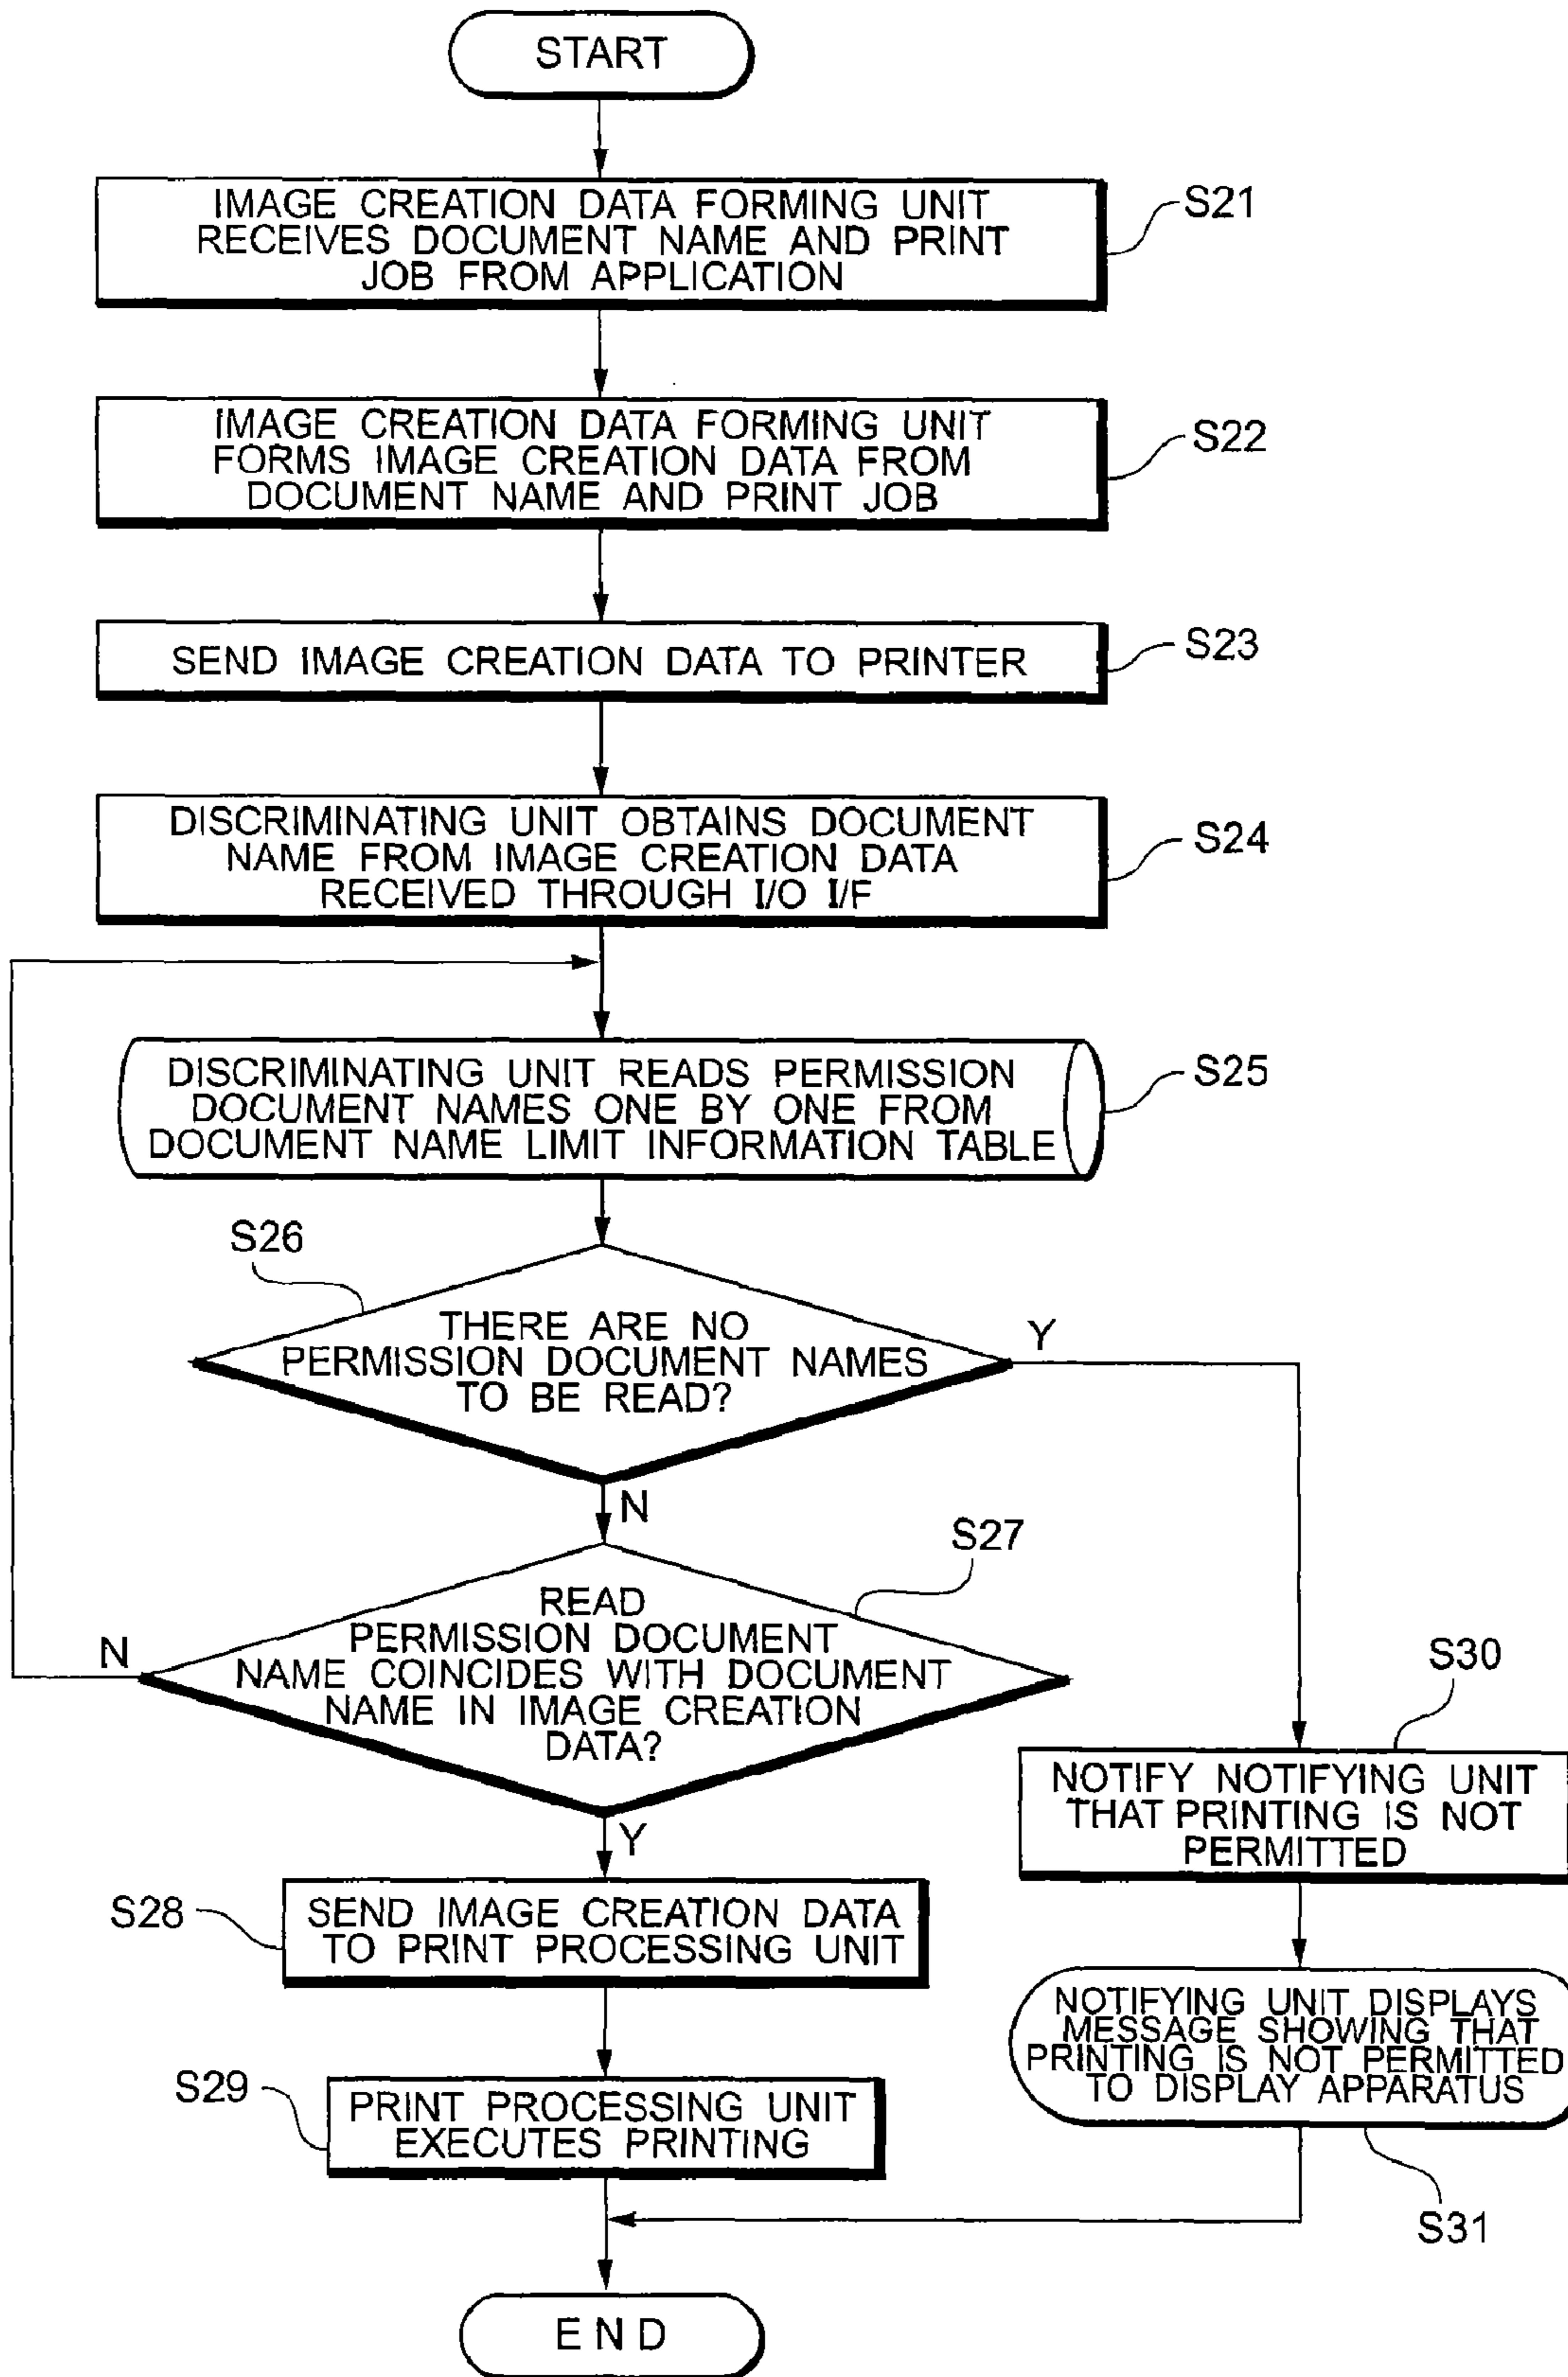 START
IMAGE CREATION DATA FORMING UNIT
RECEIVES DOCUMENT NAME AND PRINT
JOB FROM APPLICATION
S21
IMAGE CREATION DATA FORMING UNIT
FORMS IMAGE CREATION DATA FROM
DOCUMENT NAME AND PRINT JOB
S22
SEND IMAGE CREATION DATA TO PRINTER
S23
DISCRIMINATING UNIT OBTAINS DOCUMENT
NAME FROM IMAGE CREATION DATA
RECEIVED THROUGH I/O I/F
S24
DISCRIMINATING UNIT READS PERMISSION
DOCUMENT NAMES ONE BY ONE FROM
DOCUMENT NAME LIMIT INFORMATION TABLE
S25
S26
THERE ARE NO
PERMISSION DOCUMENT NAMES
TO BE READ?
Y
N
S27
READ
PERMISSION DOCUMENT
NAME COINCIDES WITH DOCUMENT
NAME IN IMAGE CREATION
DATA?
N
Y
S30
NOTIFY NOTIFYING UNIT
THAT PRINTING IS NOT
PERMITTED
S28
SEND IMAGE CREATION DATA
TO PRINT PROCESSING UNIT
NOTIFYING UNIT DISPLAYS
MESSAGE SHOWING THAT
PRINTING IS NOT PERMITTED
TO DISPLAY APPARATUS
S31
S29
PRINT PROCESSING UNIT
EXECUTES PRINTING
END